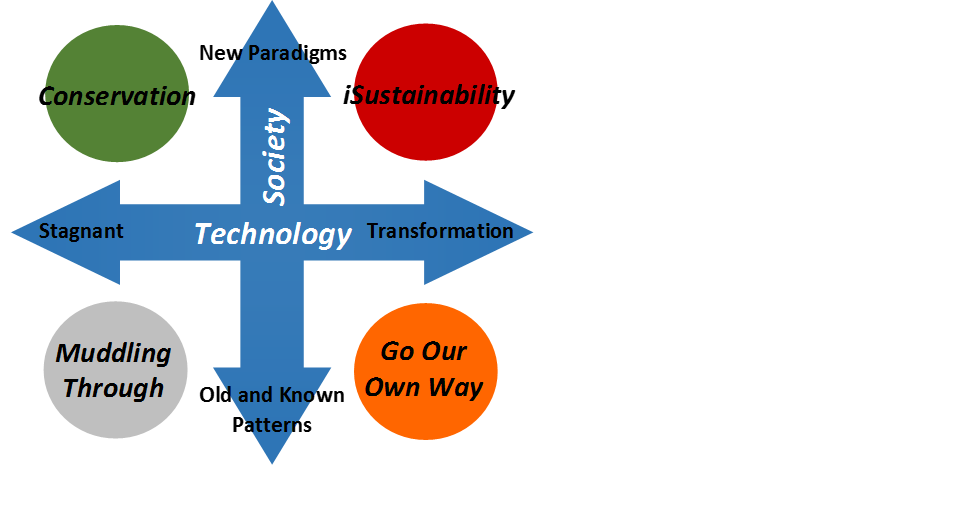 New Paradigms
Conservation
iSustainability
Society
Stagnant
Technology
Transformation
Muddling
Through
Go Our
Own Way
Old and Known
Patterns